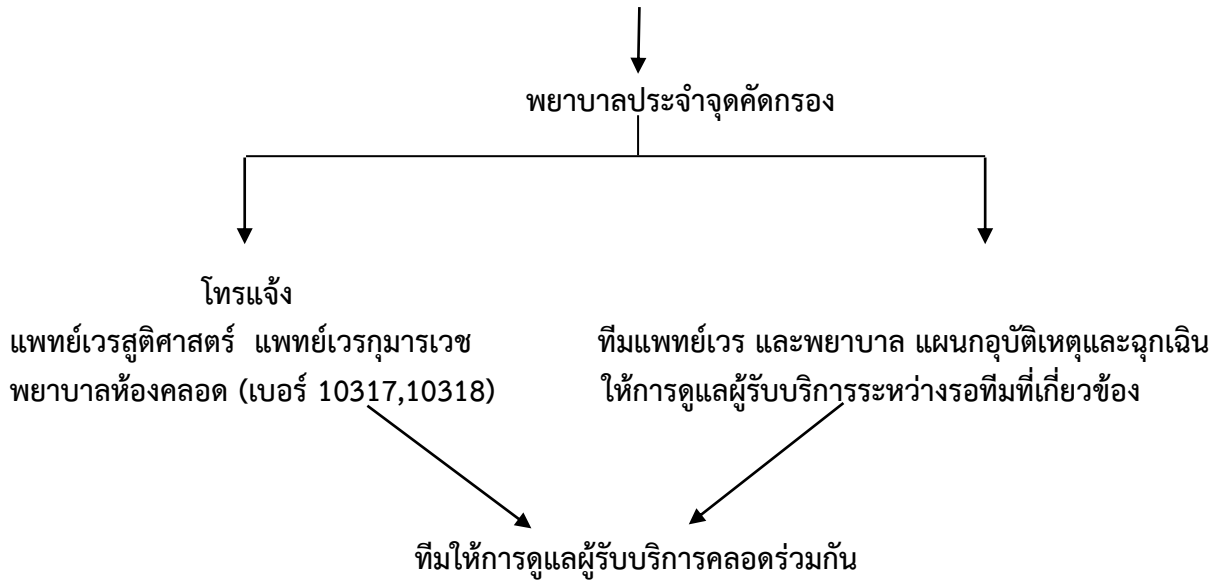 พยาบาลประจำจุดคัดกรอง
โทรแจ้ง
แพทย์เวรสูติศาสตร์ แพทย์เวรกุมารเวช
พยาบาลห้องคลอด (เบอร์ 10317,10318)
ทีมแพทย์เวร และพยาบาล แผนกอุบัติเหตุและฉุกเฉิน
ให้การดูแลผู้รับบริการระหว่างรอทีมที่เกี่ยวข้อง
ทีมให้การดูแลผู้รับบริการคลอดร่วมกัน